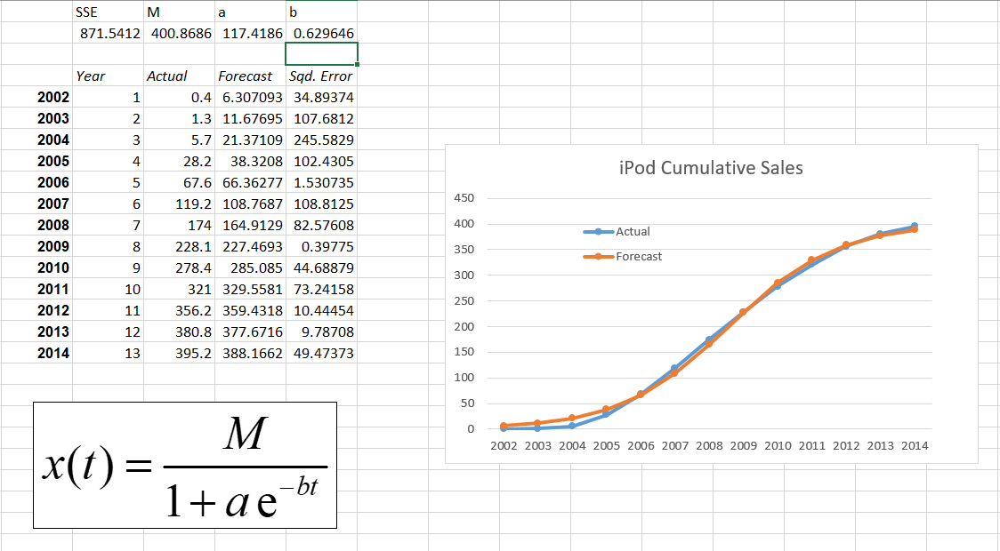 SSE M a b
871.5412 400.8686 117.4186 0.629646
Year Actual Forecast Sqd. Error
2002 1 0.4 6.307093 34.89374
2003 2 1.3 11.67695 107.6812
2004 3 5.7 21.37109 245.5829
2005 4 28.2 38.3208 102.4305
2006 5 67.6 66.36277 1.530735
2007 6 119.2 108.7687 108.8125
2008 7 174 164.9129 82.57608
2009 8 228.1 227.4693 0.39775
2010 9 278.4 285.085 44.68879
2011 10 321 329.5581 73.24158
2012 11 356.2 359.4318 10.44454
2013 12 380.8 377.6716 9.78708
2014 13 395.2 388.1662 49.47373
x(t) = M
1 + a e^-bt
iPod Cumulative Sales
450
400
350
300
250
200
150
100
50
0
Actual
Forecast
2002 2003 2004 2005 2006 2007 2008 2009 2010 2011 2012 2013 2014